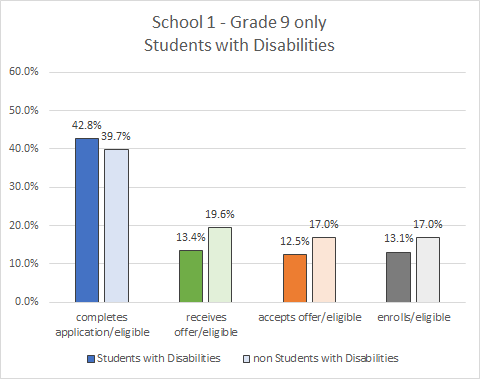 School 1 - Grade 9 only
Students with Disabilities
60.0%
50.0%
40.0%
30.0%
20.0%
10.0%
0.0%
42.8%
39.7%
13.4%
19.6%
12.5%
17.0%
13.1%
17.0%
completes
application/eligible
receives
offer/eligible
accepts offer/eligible
enrolls/eligible
Students with Disabilities
non Students with Disabilities